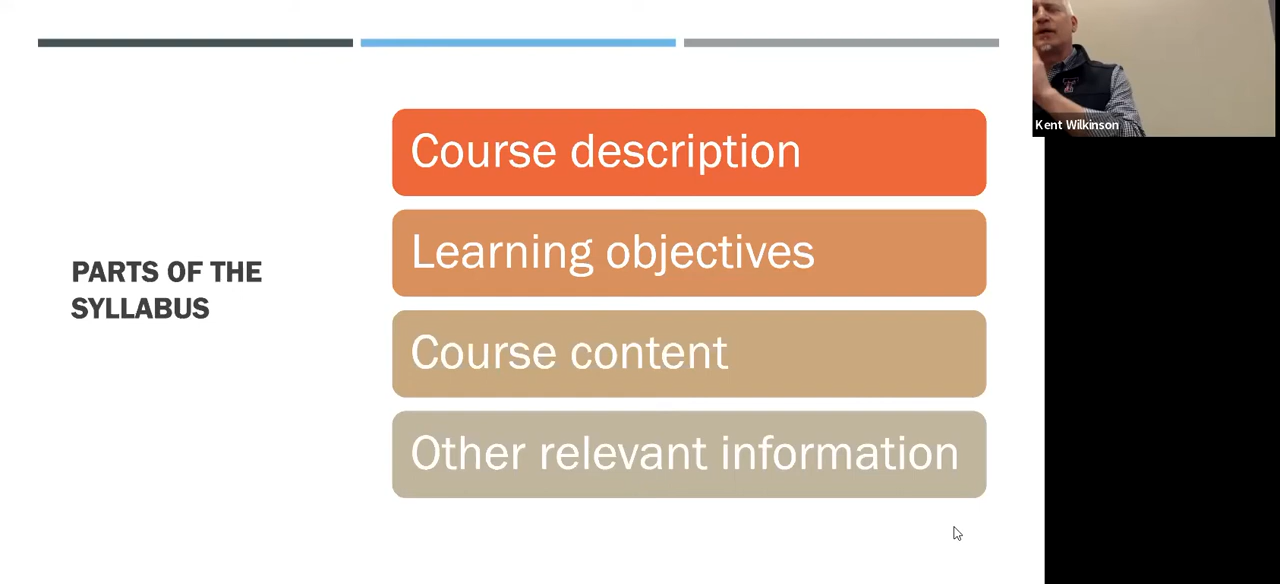 PARTS OF THE
SYLLABUS
Course description
Learning objectives
Course content
Other relevant information
Kent Wilkinson